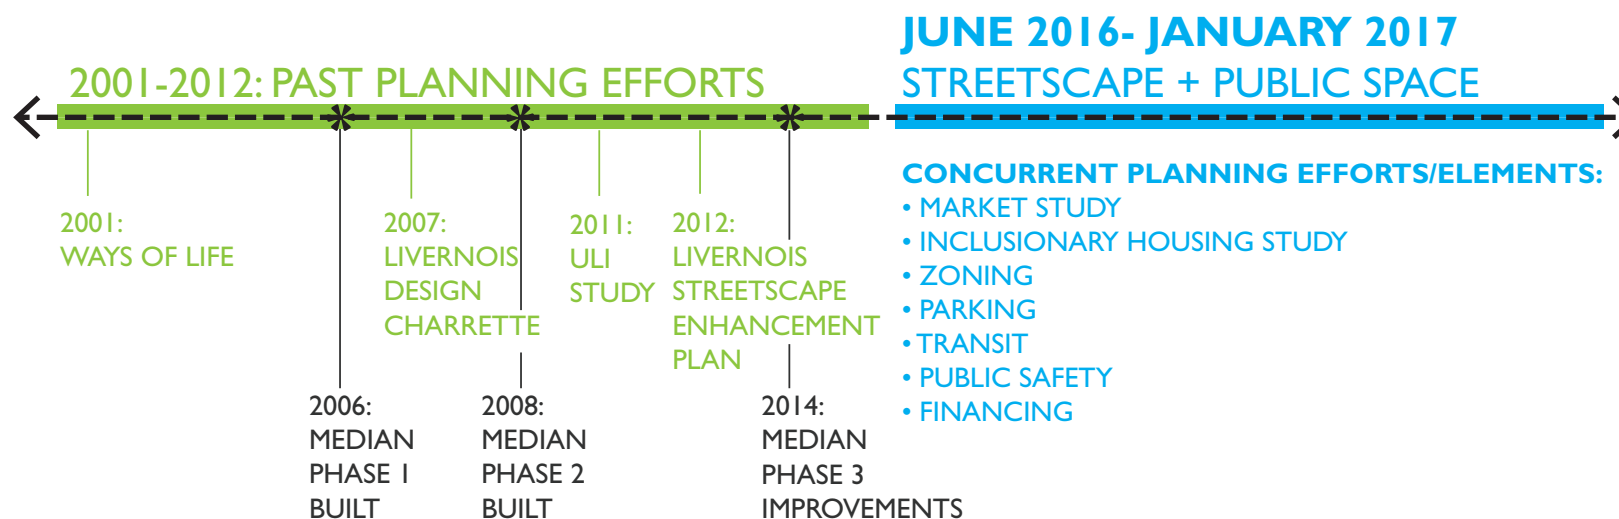 2001-2012: PAST PLANNING EFFORTS
2001:
WAYS OF LIFE
2007:
LIVERNOIS
DESIGN
CHARRETTE
2011:
ULI
STUDY
2012:
LIVERNOIS
STREETSCAPE
ENHANCEMENT
PLAN
2006:
MEDIAN
PHASE 1
BUILT
2008:
MEDIAN
PHASE 2
BUILT
2014:
MEDIAN
PHASE 3
IMPROVEMENTS
JUNE 2016- JANUARY 2017
STREETSCAPE + PUBLIC SPACE
CONCURRENT PLANNING EFFORTS/ELEMENTS:
• MARKET STUDY
• INCLUSIONARY HOUSING STUDY
• ZONING
• PARKING
• TRANSIT
• PUBLIC SAFETY
• FINANCING